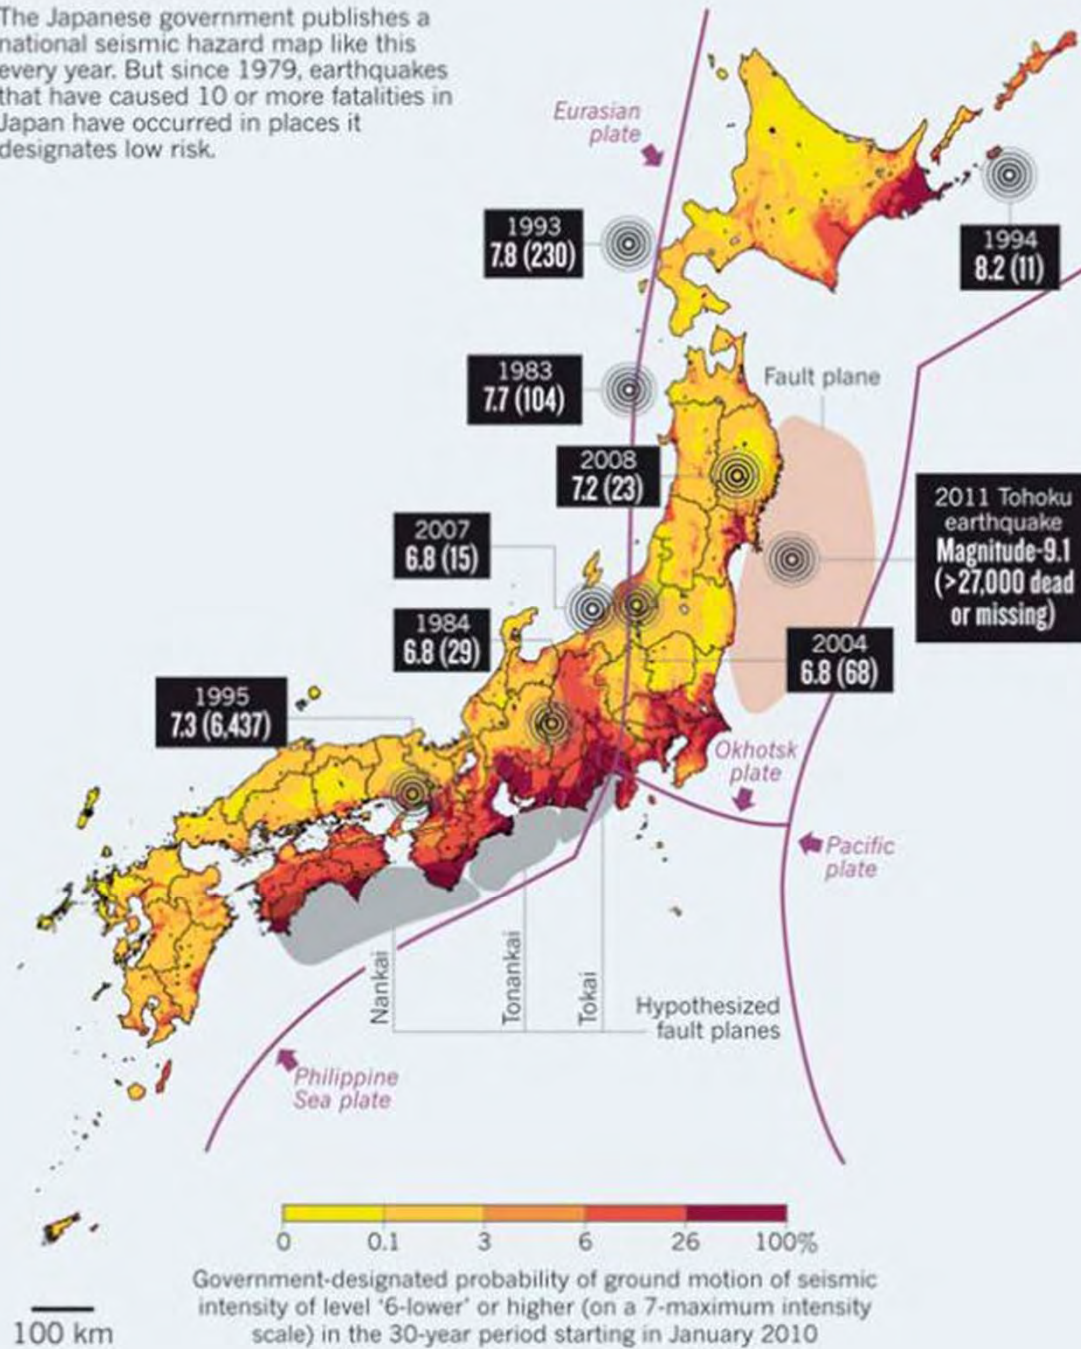 The Japanese government publishes a
national seismic hazard map like this
every year. But since 1979, earthquakes
that have caused 10 or more fatalities in
Japan have occurred in places it
designates low risk.
Eurasian
plate
1993
7.8 (230)
1994
8.2 (11)
1983
7.7 (104)
Fault plane
2008
7.2 (23)
2011 Tohoku
earthquake
Magnitude-9.1
(>27,000 dead
or missing)
2007
6.8 (15)
1984
6.8 (29)
2004
6.8 (68)
1995
7.3 (6,437)
Okhotsk
plate
Pacific
plate
Nankai
Tonankai
Tokai
Hypothesized
fault planes
Philippine
Sea plate
0 0.1 3 6 26 100%
Government-designated probability of ground motion of seismic
intensity of level ‘6-lower’ or higher (on a 7-maximum intensity
scale) in the 30-year period starting in January 2010
100 km